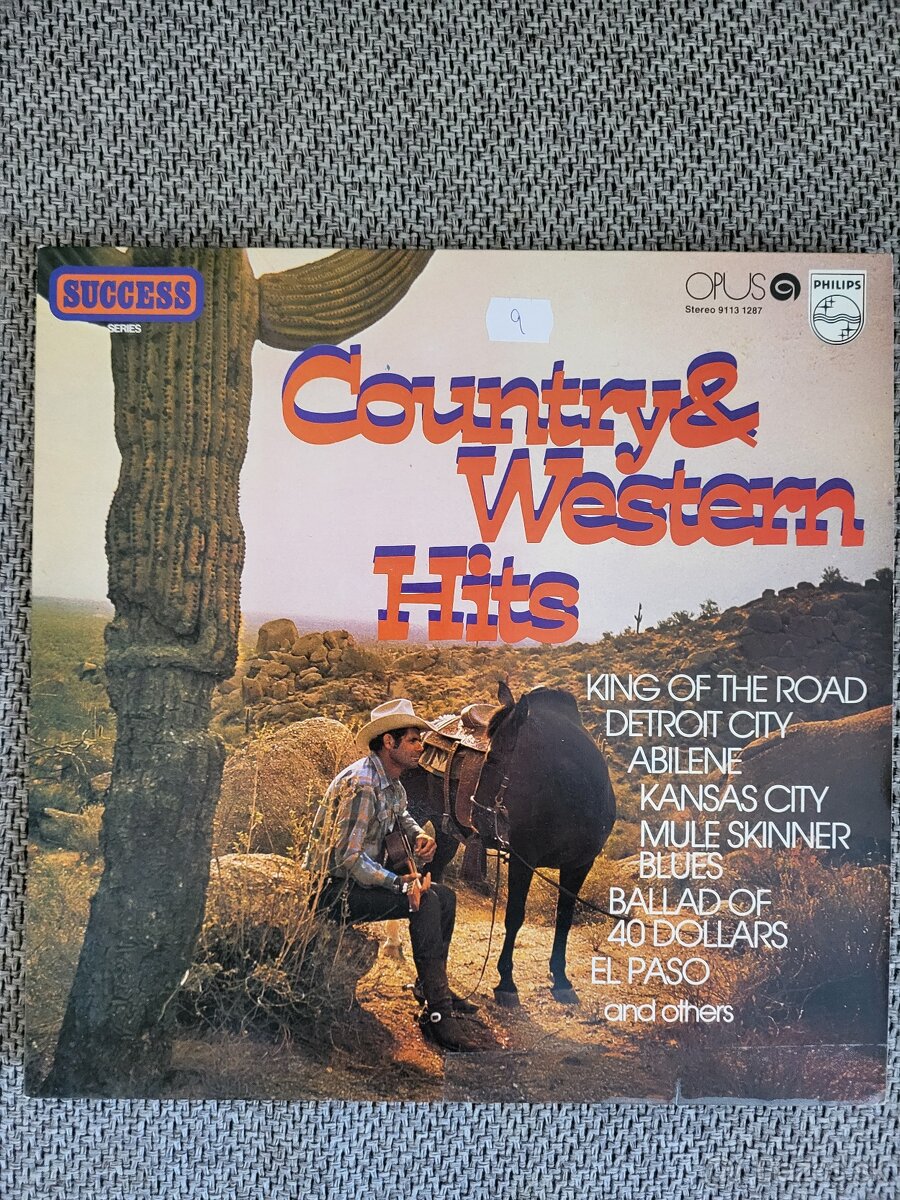 SUCCESS
SERIES
OPUS
Stereo 9113 1287
PHILIPS
9
Country &
Western
Hits
KING OF THE ROAD
DETROIT CITY
ABILENE
KANSAS CITY
MULE SKINNER
BLUES
BALLAD OF
40 DOLLARS
EL PASO
and others